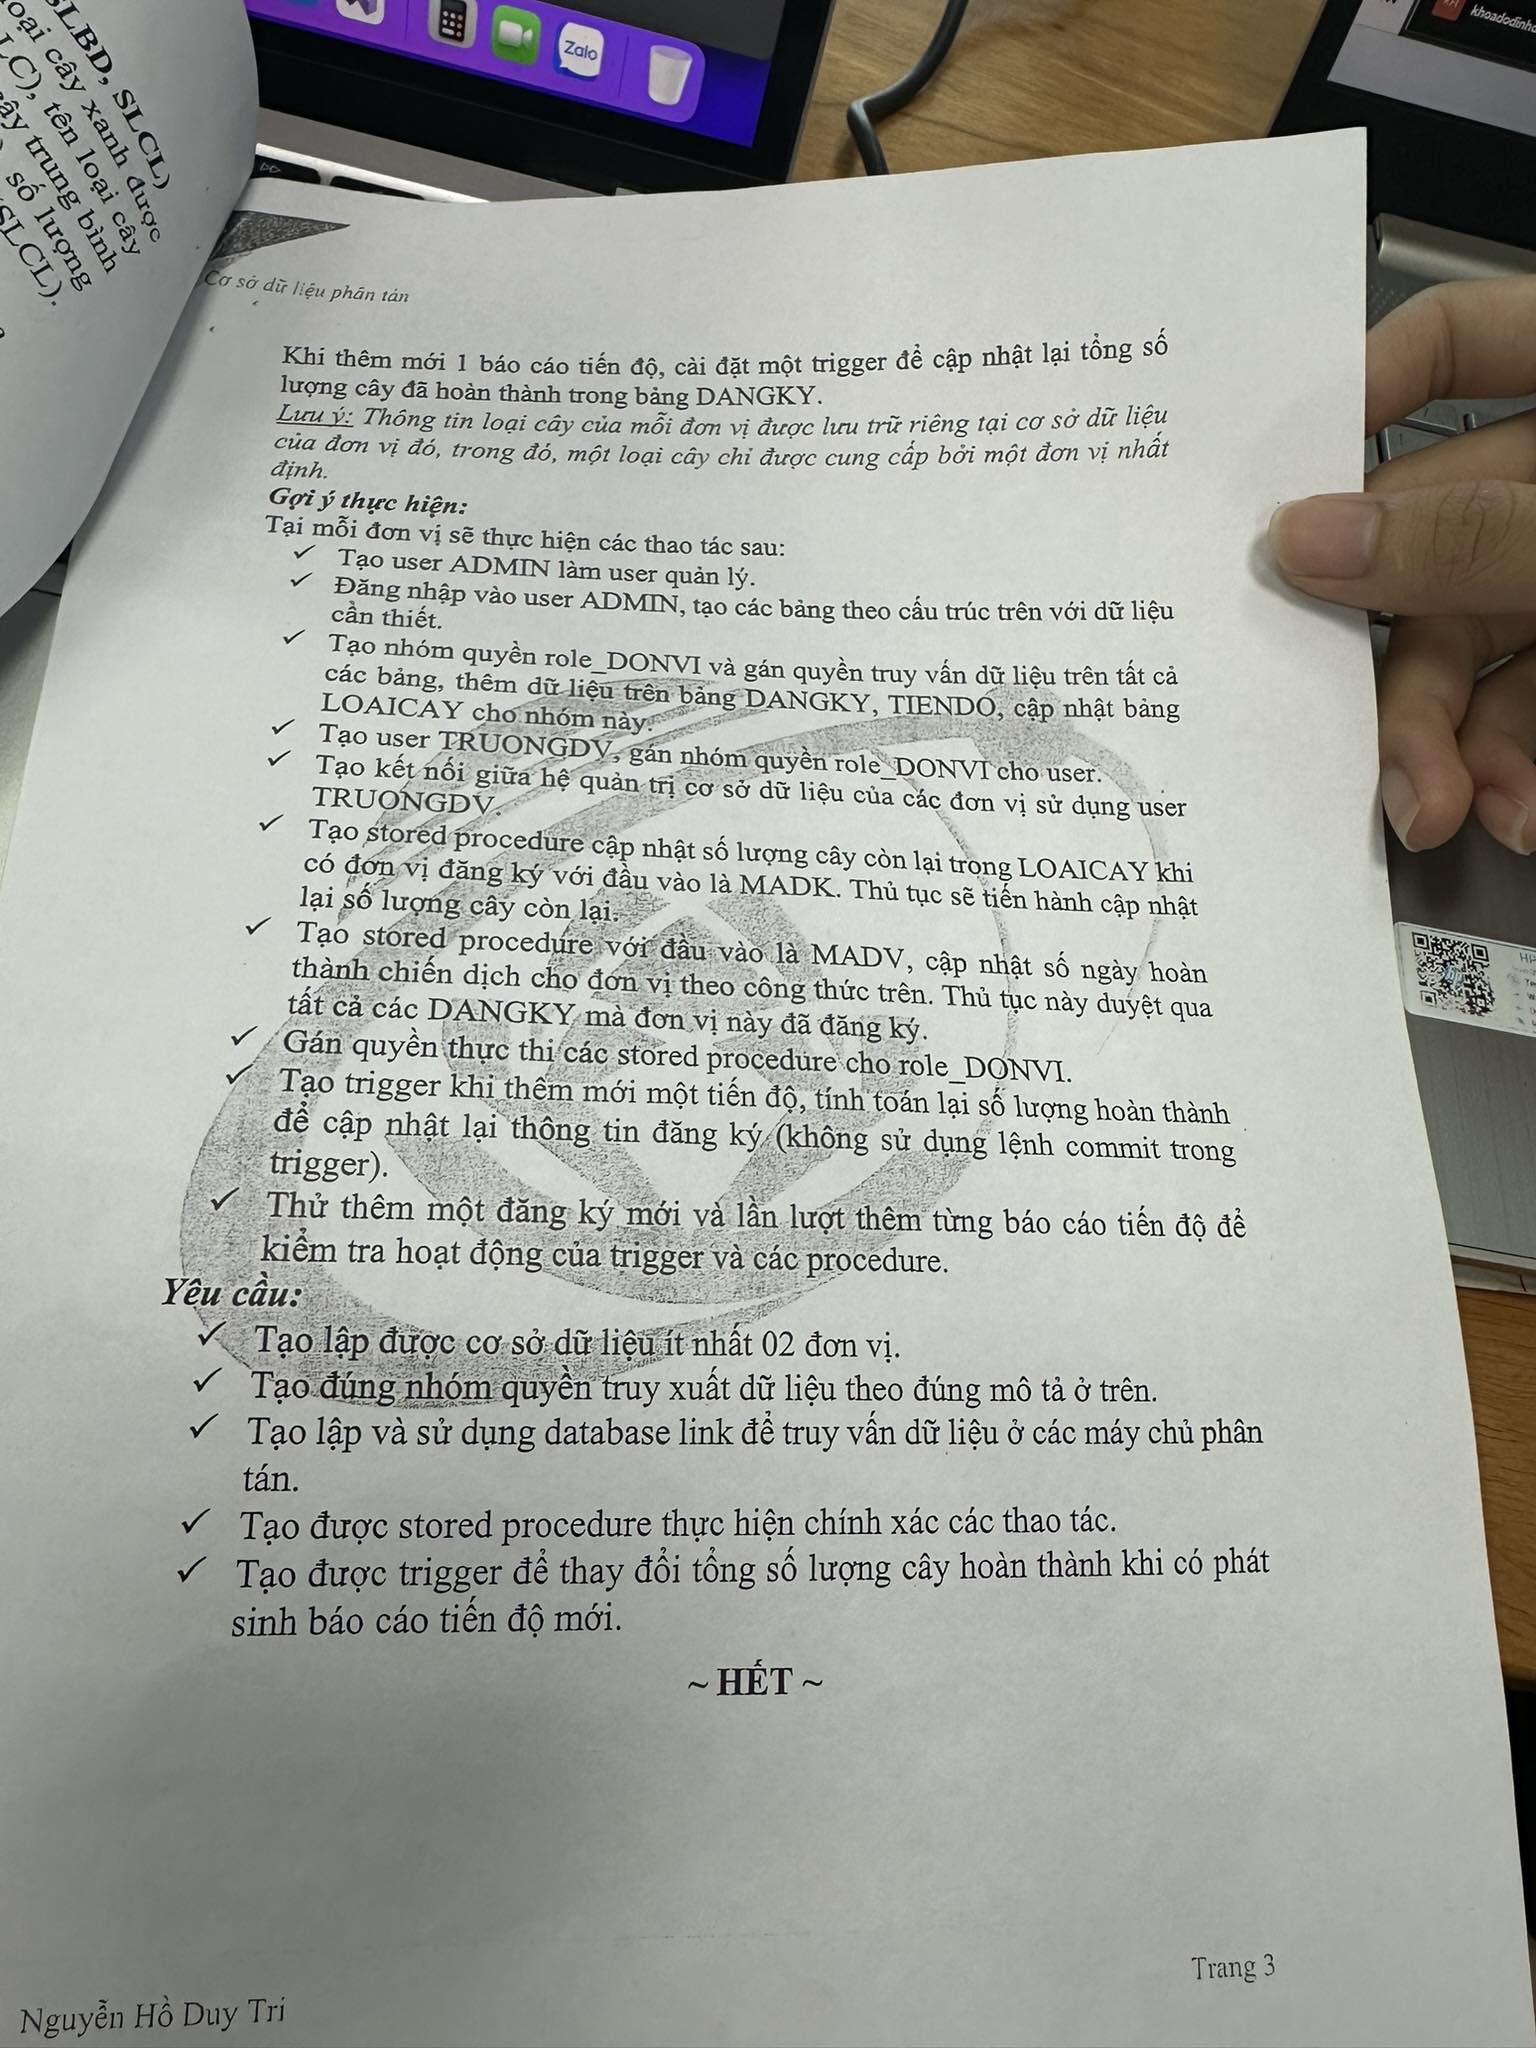 SLBD, SLCL)
loại cây xanh được
LC), tên loại cây
cây trung bình
số lượng
(SLCL).
Zalo
khoadodinh
Cơ sở dữ liệu phân tán
Khi thêm mới 1 báo cáo tiến độ, cài đặt một trigger để cập nhật lại tổng số
lượng cây đã hoàn thành trong bảng DANGKY.
Lưu ý: Thông tin loại cây của mỗi đơn vị được lưu trữ riêng tại cơ sở dữ liệu
của đơn vị đó, trong đó, một loại cây chỉ được cung cấp bởi một đơn vị nhất
định.
Gợi ý thực hiện:
Tại mỗi đơn vị sẽ thực hiện các thao tác sau:
✓ Tạo user ADMIN làm user quản lý.
✓ Đăng nhập vào user ADMIN, tạo các bảng theo cấu trúc trên với dữ liệu
cần thiết.
✓ Tạo nhóm quyền role_DONVI và gán quyền truy vấn dữ liệu trên tất cả
các bảng, thêm dữ liệu trên bảng DANGKY, TIENDO, cập nhật bảng
LOAICAY cho nhóm này.
✓ Tạo user TRUONGDV, gán nhóm quyền role_DONVI cho user.
✓ Tạo kết nối giữa hệ quản trị cơ sở dữ liệu của các đơn vị sử dụng user
TRUONGDV.
✓ Tạo stored procedure cập nhật số lượng cây còn lại trong LOAICAY khi
có đơn vị đăng ký với đầu vào là MADK. Thủ tục sẽ tiến hành cập nhật
lại số lượng cây còn lại.
✓ Tạo stored procedure với đầu vào là MADV, cập nhật số ngày hoàn
thành chiến dịch cho đơn vị theo công thức trên. Thủ tục này duyệt qua
tất cả các DANGKY mà đơn vị này đã đăng ký.
✓ Gán quyền thực thi các stored procedure cho role_DONVI.
✓ Tạo trigger khi thêm mới một tiến độ, tính toán lại số lượng hoàn thành
để cập nhật lại thông tin đăng ký (không sử dụng lệnh commit trong
trigger).
✓ Thử thêm một đăng ký mới và lần lượt thêm từng báo cáo tiến độ để
kiểm tra hoạt động của trigger và các procedure.
Yêu cầu:
✓ Tạo lập được cơ sở dữ liệu ít nhất 02 đơn vị.
✓ Tạo đúng nhóm quyền truy xuất dữ liệu theo đúng mô tả ở trên.
✓ Tạo lập và sử dụng database link để truy vấn dữ liệu ở các máy chủ phân
tán.
✓ Tạo được stored procedure thực hiện chính xác các thao tác.
✓ Tạo được trigger để thay đổi tổng số lượng cây hoàn thành khi có phát
sinh báo cáo tiến độ mới.
~ HẾT ~
Trang 3
Nguyễn Hồ Duy Tri